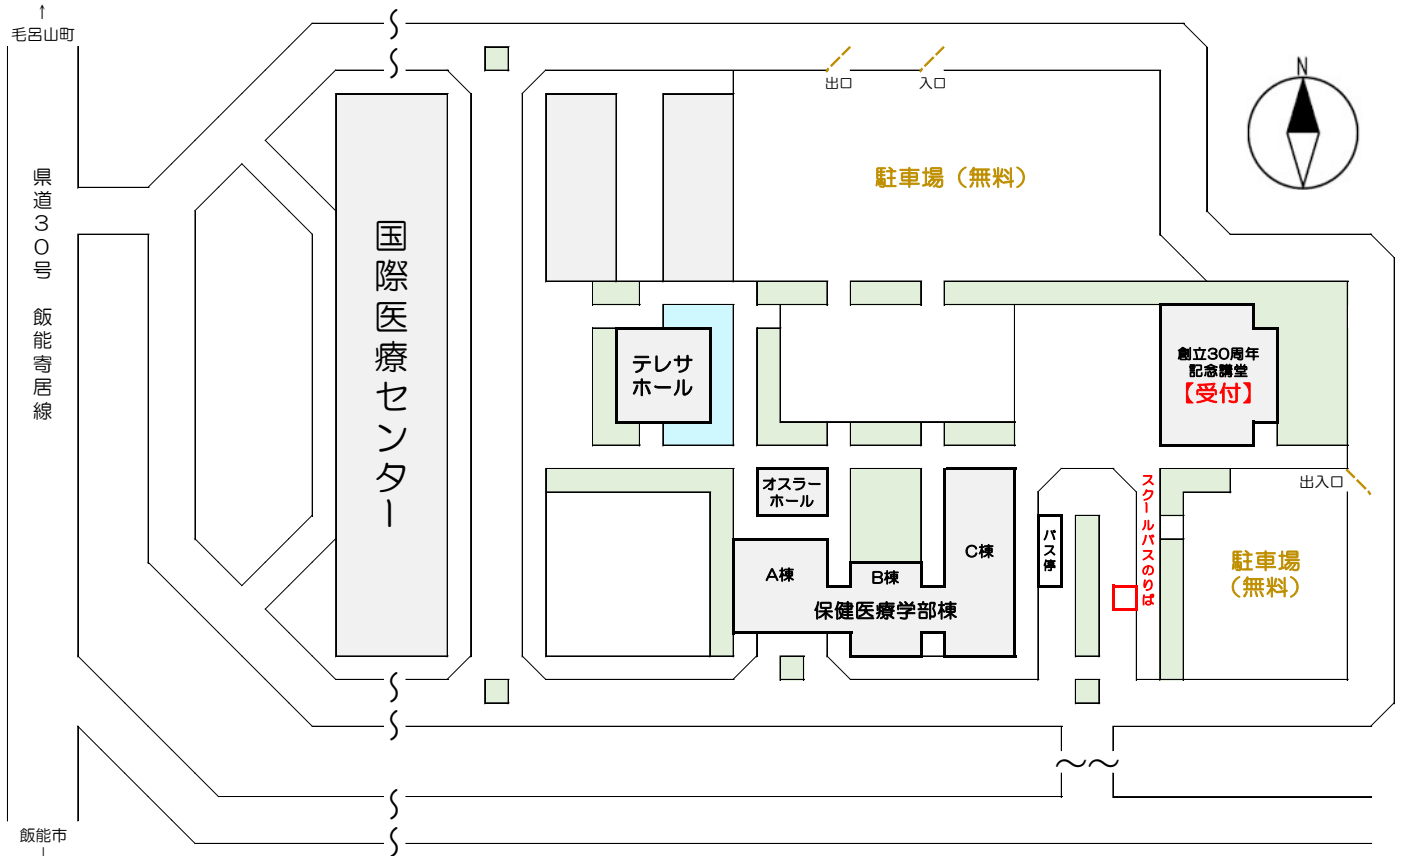 ↑
毛呂山町
県道30号 飯能寄居線
飯能市
↓
国際医療センター
出口
入口
N
駐車場（無料）
テレサ
ホール
創立30周年
記念講堂
【受付】
オスラー
ホール
A棟
B棟
C棟
保健医療学部棟
バス停
スクールバスのりば
出入口
駐車場
（無料）